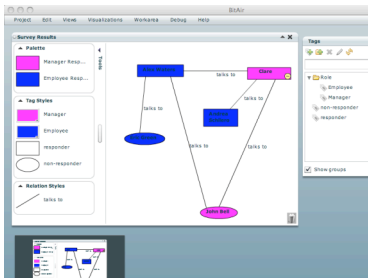 BitAir
Project Edit Views Visualizations Workarea Debug Help
Survey Results
Palette
Manager Resp...
Employee Resp...
Tag Styles
Manager
Employee
responder
non-responder
Relation Styles
talks to
Tools
talks to
Clare
talks to
talks to
talks to
talks to
John Bell
Tags
Role
Employee
Manager
non-responder
responder
Show groups